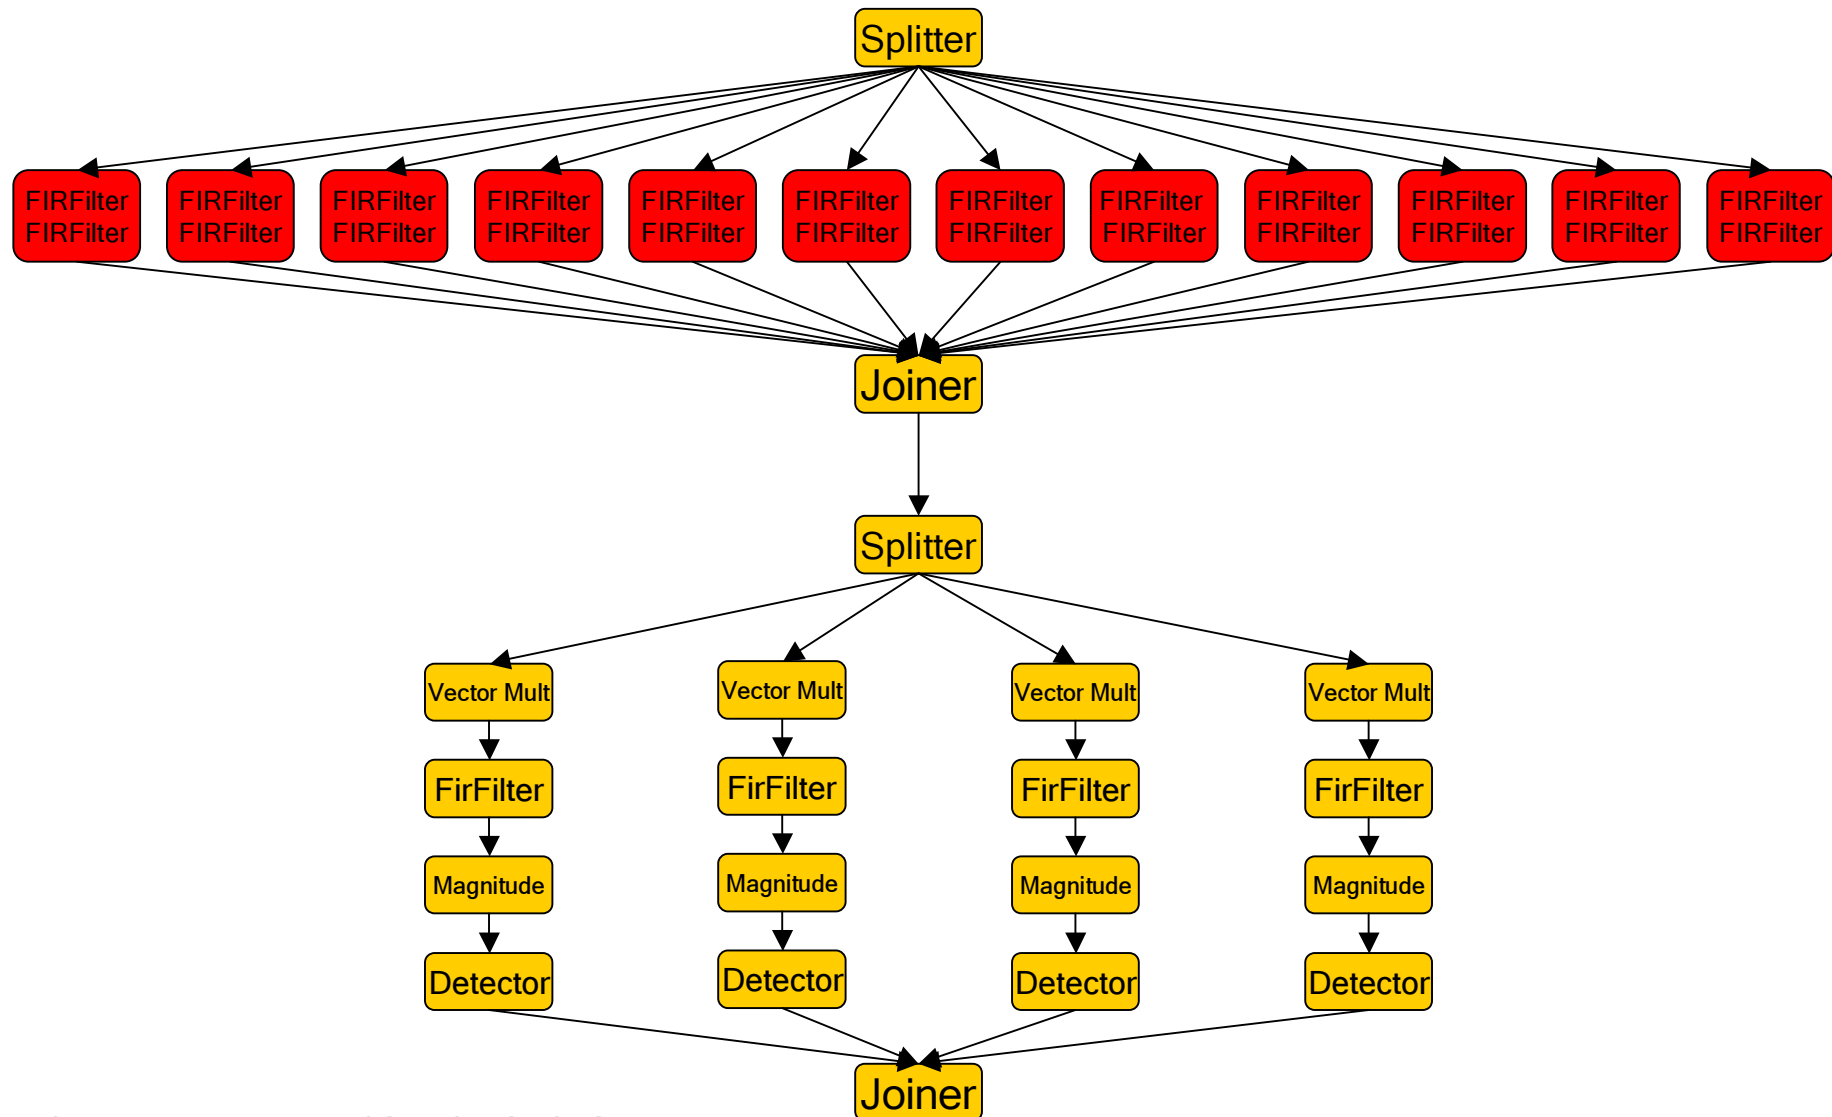 Splitter
FIRFilter FIRFilter FIRFilter FIRFilter FIRFilter FIRFilter FIRFilter FIRFilter FIRFilter FIRFilter FIRFilter FIRFilter
FIRFilter FIRFilter FIRFilter FIRFilter FIRFilter FIRFilter FIRFilter FIRFilter FIRFilter FIRFilter FIRFilter FIRFilter
Joiner
Splitter
Vector Mult Vector Mult Vector Mult Vector Mult
FirFilter FirFilter FirFilter FirFilter
Magnitude Magnitude Magnitude Magnitude
Detector Detector Detector Detector
Joiner